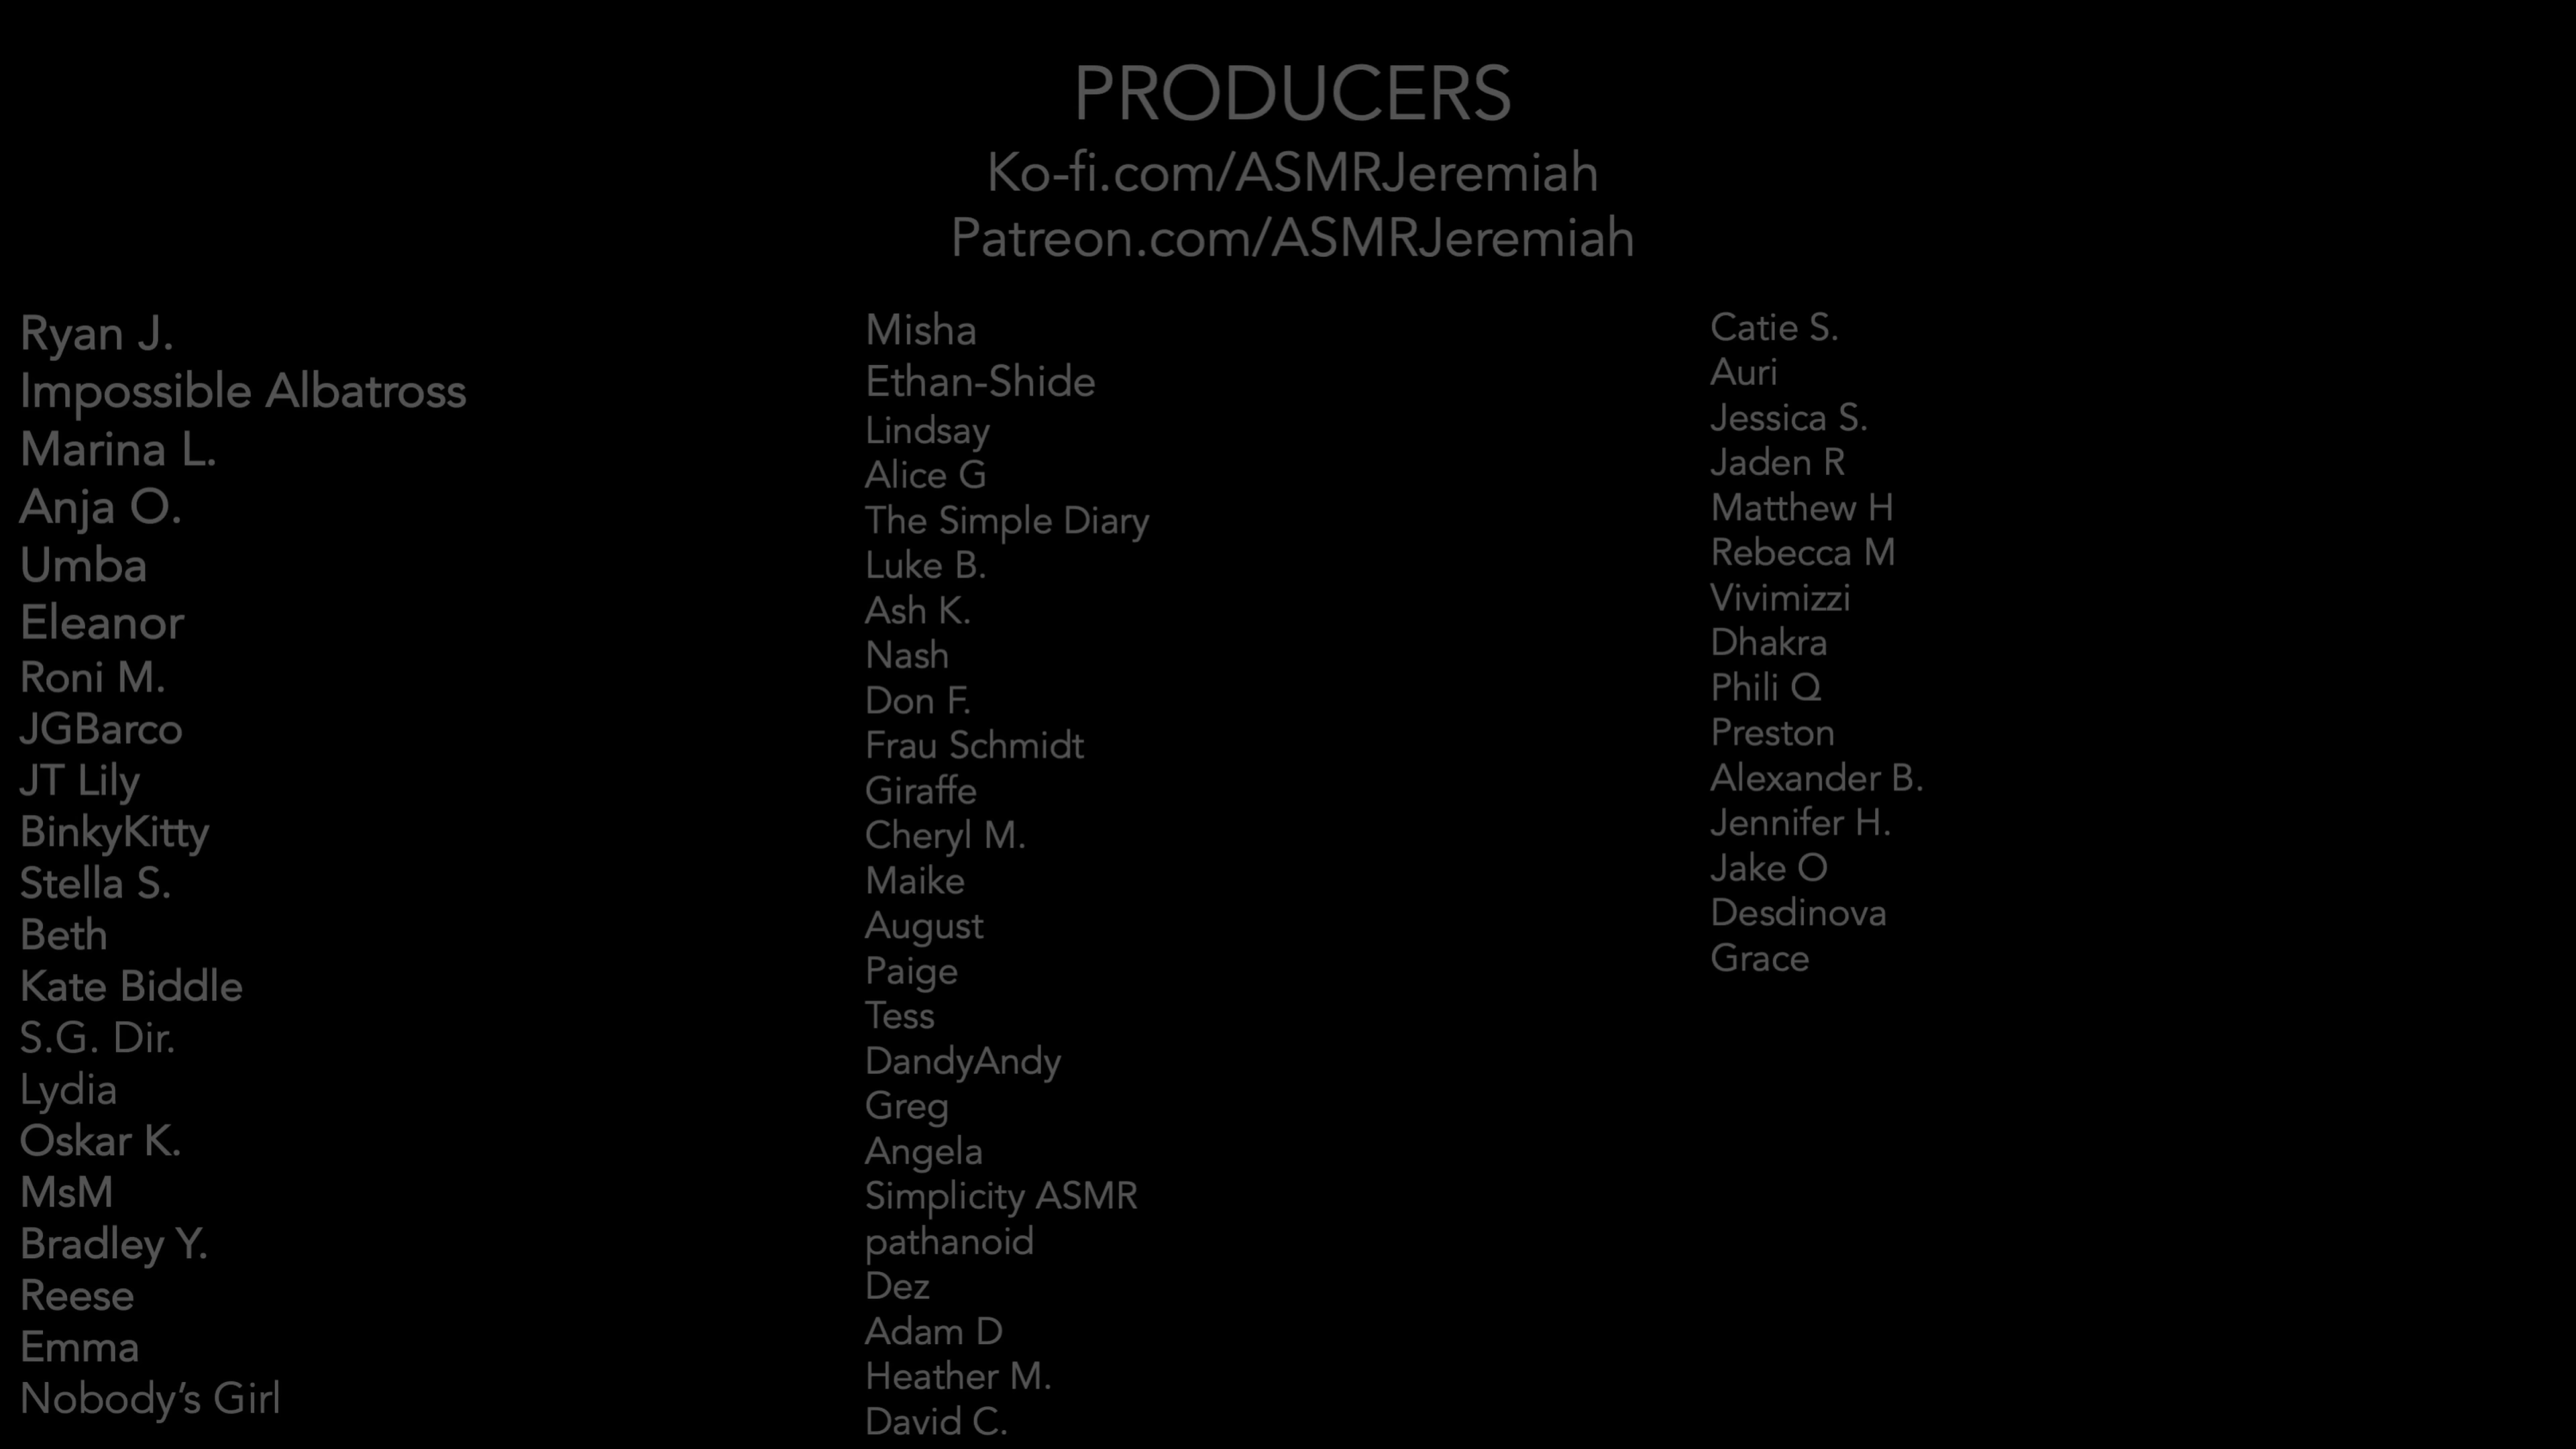 PRODUCERS
Ko-fi.com/ASMRJeremiah
Patreon.com/ASMRJeremiah
Ryan J.
Impossible Albatross
Marina L.
Anja O.
Umba
Eleanor
Roni M.
JGBarco
JT Lily
BinkyKitty
Stella S.
Beth
Kate Biddle
S.G. Dir.
Lydia
Oskar K.
MsM
Bradley Y.
Reese
Emma
Nobody’s Girl
Misha
Ethan-Shide
Lindsay
Alice G
The Simple Diary
Luke B.
Ash K.
Nash
Don F.
Frau Schmidt
Giraffe
Cheryl M.
Maike
August
Paige
Tess
DandyAndy
Greg
Angela
Simplicity ASMR
pathanoid
Dez
Adam D
Heather M.
David C.
Catie S.
Auri
Jessica S.
Jaden R
Matthew H
Rebecca M
Vivimizzi
Dhakra
Phili Q
Preston
Alexander B.
Jennifer H.
Jake O
Desdinova
Grace